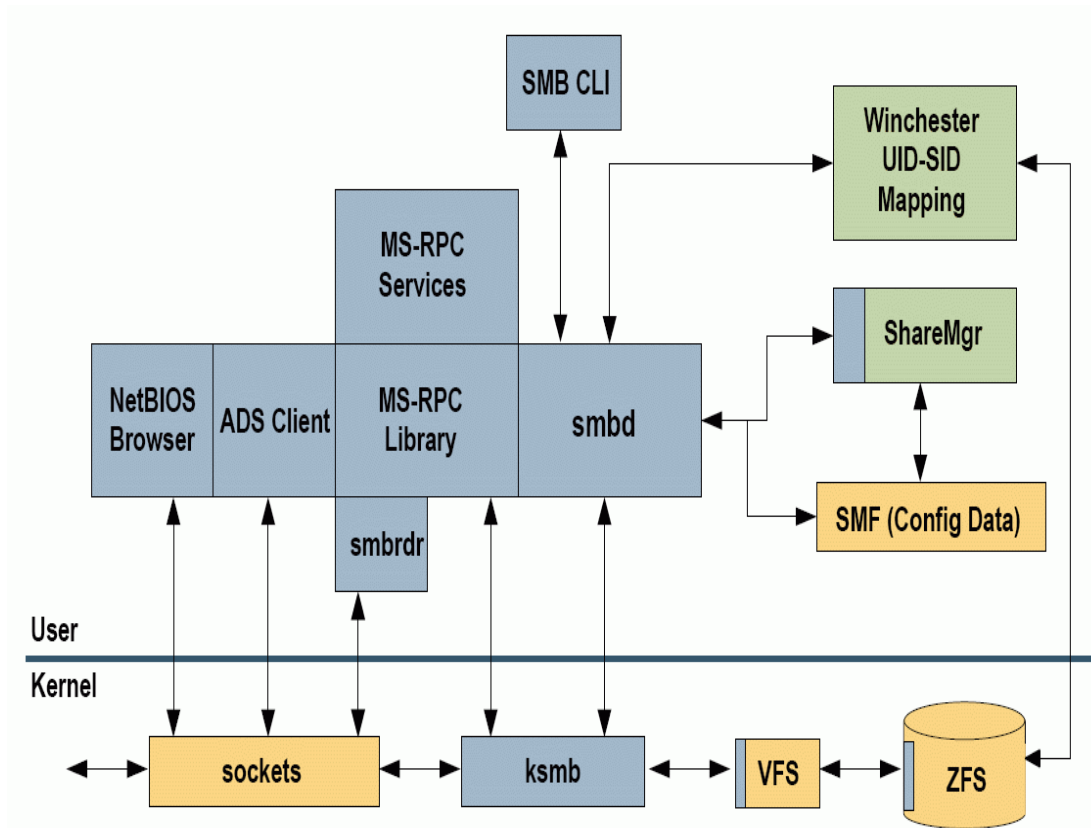 SMB CLI
Winchester
UID-SID
Mapping
MS-RPC
Services
ShareMgr
NetBIOS
Browser
ADS Client
MS-RPC
Library
smbd
SMF (Config Data)
smbrdr
User
Kernel
sockets
ksmb
VFS
ZFS